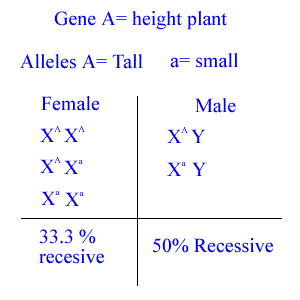 Gene A= height plant
Alleles A= Tall a= small
Female Male
X^A X^A X^A Y
X^A X^a X^a Y
X^a X^a
33.3 % 50% Recessive
recesive